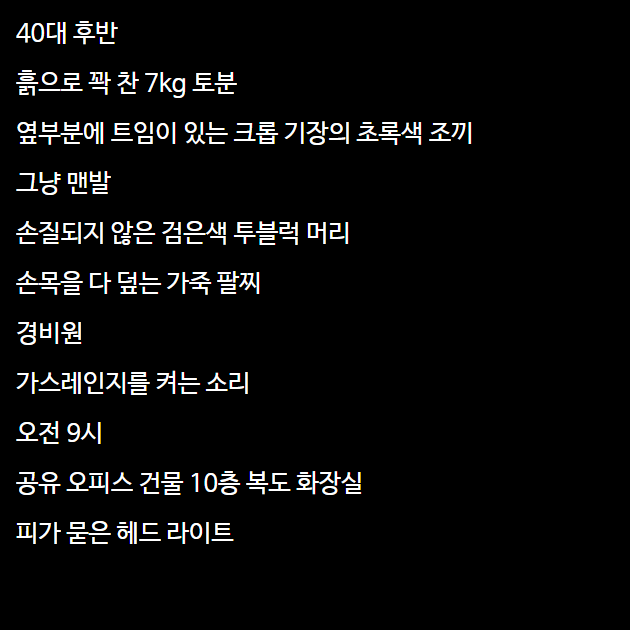 40대 후반
흙으로 꽉 찬 7kg 토분
옆부분에 트임이 있는 크롭 기장의 초록색 조끼
그냥 맨발
손질되지 않은 검은색 투블럭 머리
손목을 다 덮는 가죽 팔찌
경비원
가스레인지를 켜는 소리
오전 9시
공유 오피스 건물 10층 복도 화장실
피가 묻은 헤드 라이트